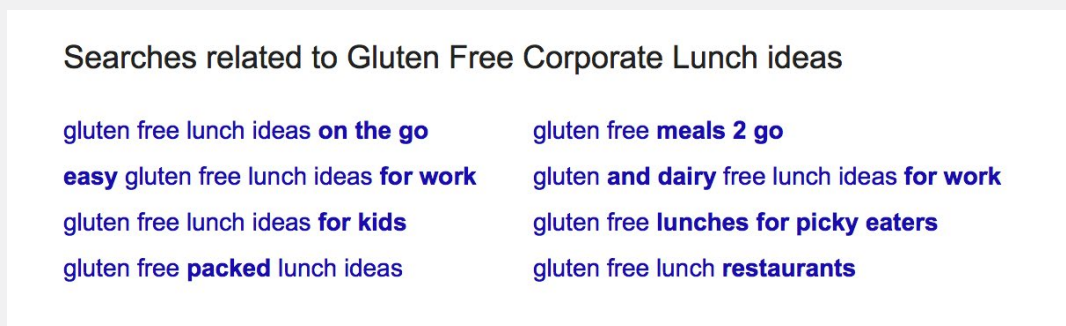 Searches related to Gluten Free Corporate Lunch ideas
gluten free lunch ideas on the go
easy gluten free lunch ideas for work
gluten free lunch ideas for kids
gluten free packed lunch ideas
gluten free meals 2 go
gluten and dairy free lunch ideas for work
gluten free lunches for picky eaters
gluten free lunch restaurants